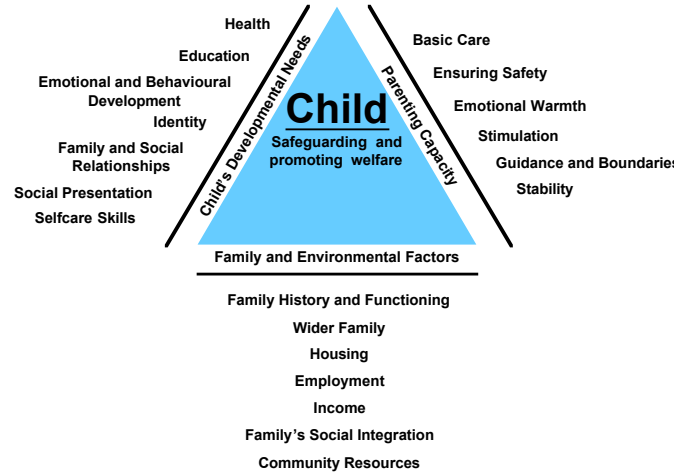 Health
Education
Emotional and Behavioural
Development
Identity
Family and Social
Relationships
Social Presentation
Selfcare Skills
Child's Developmental Needs
Child
Safeguarding and
promoting welfare
Parenting Capacity
Basic Care
Ensuring Safety
Emotional Warmth
Stimulation
Guidance and Boundaries
Stability
Family and Environmental Factors
Family History and Functioning
Wider Family
Housing
Employment
Income
Family’s Social Integration
Community Resources